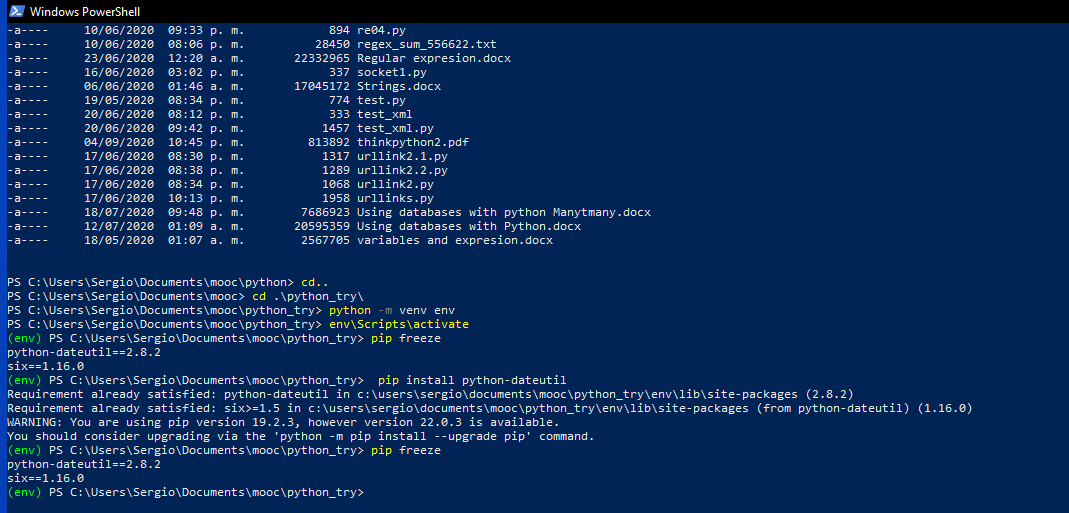 Windows PowerShell
-a---- 10/06/2020 09:33 p. m. 894 re04.py
-a---- 10/06/2020 08:06 p. m. 28450 regex_sum_556622.txt
-a---- 23/06/2020 12:20 a. m. 22332965 Regular expresion.docx
-a---- 16/06/2020 03:02 p. m. 337 socket1.py
-a---- 06/06/2020 01:46 a. m. 17045172 Strings.docx
-a---- 19/05/2020 08:34 p. m. 774 test.py
-a---- 20/06/2020 08:12 p. m. 333 test_xml
-a---- 20/06/2020 09:42 p. m. 1457 test_xml.py
-a---- 04/09/2020 10:45 p. m. 813892 thinkpython2.pdf
-a---- 17/06/2020 08:30 p. m. 1317 urllink2.1.py
-a---- 17/06/2020 08:38 p. m. 1289 urllink2.2.py
-a---- 17/06/2020 08:34 p. m. 1068 urllink2.py
-a---- 17/06/2020 10:13 p. m. 1958 urllinks.py
-a---- 18/07/2020 09:48 p. m. 7686923 Using databases with python Manytmany.docx
-a---- 12/07/2020 01:09 a. m. 20595359 Using databases with Python.docx
-a---- 18/05/2020 01:07 a. m. 2567705 variables and expresion.docx
PS C:\Users\Sergio\Documents\mooc\python> cd..
PS C:\Users\Sergio\Documents\mooc> cd .\python_try\
PS C:\Users\Sergio\Documents\mooc\python_try> python -m venv env
PS C:\Users\Sergio\Documents\mooc\python_try> env\Scripts\activate
(env) PS C:\Users\Sergio\Documents\mooc\python_try> pip freeze
python-dateutil==2.8.2
six==1.16.0
(env) PS C:\Users\Sergio\Documents\mooc\python_try>  pip install python-dateutil
Requirement already satisfied: python-dateutil in c:\users\sergio\documents\mooc\python_try\env\lib\site-packages (2.8.2)
Requirement already satisfied: six>=1.5 in c:\users\sergio\documents\mooc\python_try\env\lib\site-packages (from python-dateutil) (1.16.0)
WARNING: You are using pip version 19.2.3, however version 22.0.3 is available.
You should consider upgrading via the 'python -m pip install --upgrade pip' command.
(env) PS C:\Users\Sergio\Documents\mooc\python_try> pip freeze
python-dateutil==2.8.2
six==1.16.0
(env) PS C:\Users\Sergio\Documents\mooc\python_try>